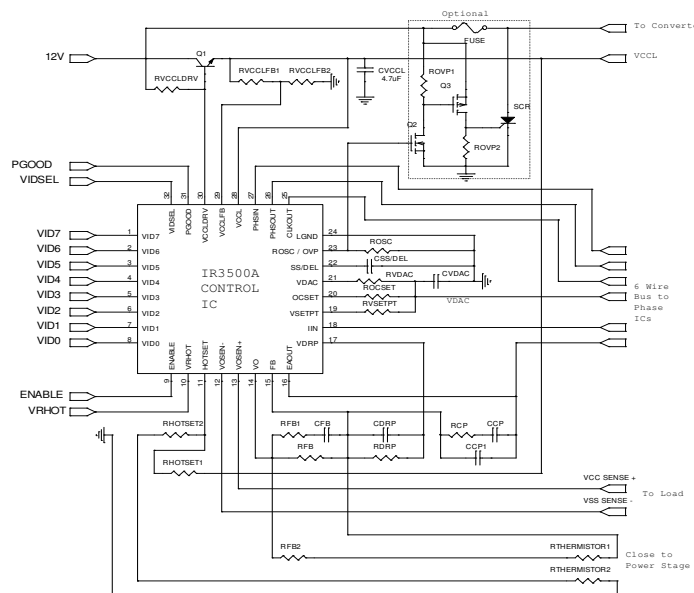 Optional
To Converte
FUSE
12V
Q1
VCCL
RVCCLDRV
RVCCLFB1
RVCCLFB2
CVCCL
4.7uF
ROVP1
Q3
SCR
Q2
ROVP2
PGOOD
VIDSEL
32
31
30
29
28
27
26
25
VIDSEL
PGOOD
VCCLDRV
VCCLFB
VCCL
PHSIN
PHSOUT
CLKOUT
VID7
VID6
VID5
VID4
VID3
VID2
VID1
VID0
1
2
3
4
5
6
7
8
VID7
VID6
VID5
VID4
VID3
VID2
VID1
VID0
IR3500A
CONTROL
IC
LGND
ROSC / OVP
SS/DEL
VDAC
OCSET
VSETPT
IIN
VDRP
24
23
22
21
20
19
18
17
ROSC
CSS/DEL
RVDAC
CVDAC
ROCSET
VDAC
RVSETPT
6 Wire
Bus to
Phase
ICs
ENABLE
VRHOT
HOTSET
VOSEN-
VOSEN+
VO
FB
EAOUT
9
10
11
12
13
14
15
16
ENABLE
VRHOT
RHOTSET2
RHOTSET1
RFB1
CFB
RFB
CDRP
RDRP
RCP
CCP
CCP1
VCC SENSE +
VSS SENSE -
To Load
RFB2
RTHERMISTOR1
RTHERMISTOR2
Close to
Power Stage